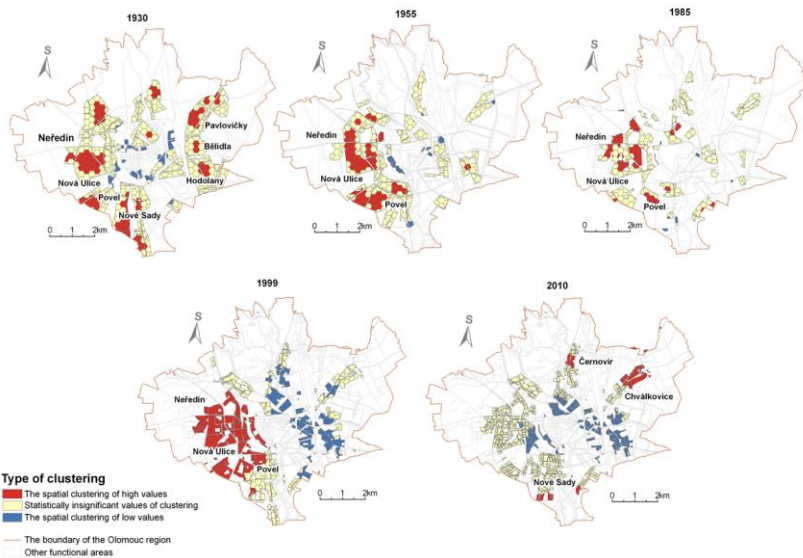 1930
S
Neředín
Pavlovičky
Bělidla
Nová Ulice
Hodolany
Povel
Nové Sady
0 1 2km
1955
S
Neředín
Nová Ulice
Povel
0 1 2km
1985
S
Neředín
Nová Ulice
Povel
0 1 2km
1999
S
Neředín
Nová Ulice
Povel
0 1 2km
2010
S
Černovír
Chválkovice
Nové Sady
0 1 2km
Type of clustering
The spatial clustering of high values
Statistically insignificant values of clustering
The spatial clustering of low values
The boundary of the Olomouc region
Other functional areas